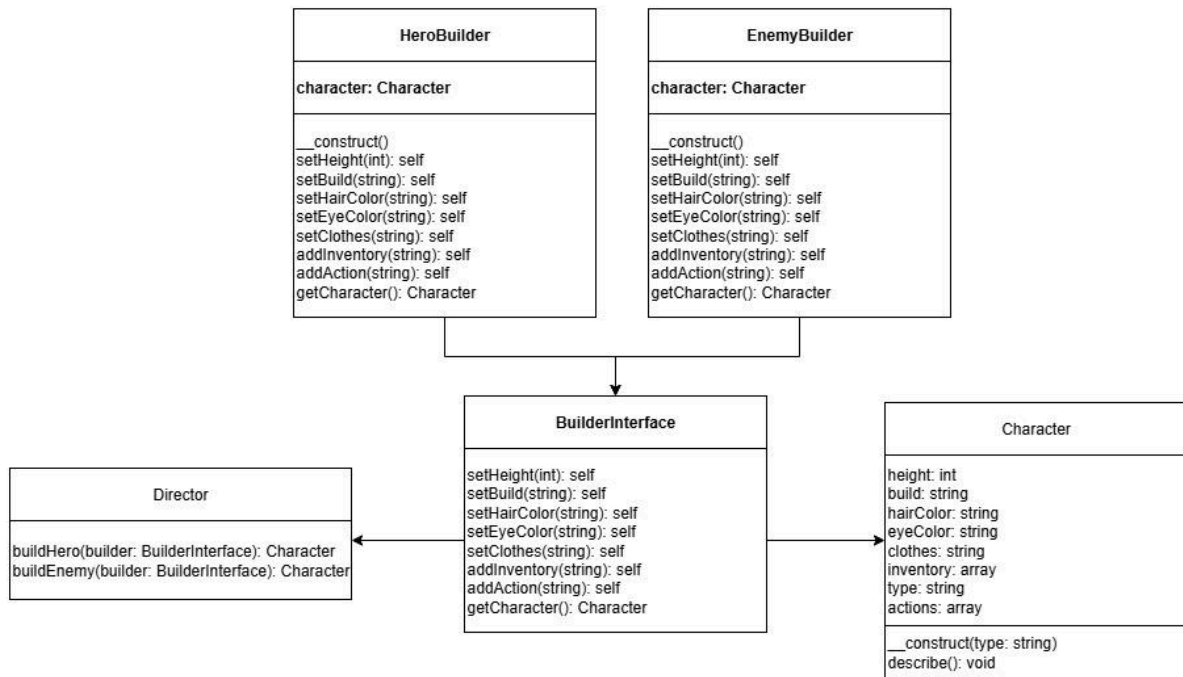 HeroBuilder
character: Character
__construct()
setHeight(int): self
setBuild(string): self
setHairColor(string): self
setEyeColor(string): self
setClothes(string): self
addInventory(string): self
addAction(string): self
getCharacter(): Character
EnemyBuilder
character: Character
__construct()
setHeight(int): self
setBuild(string): self
setHairColor(string): self
setEyeColor(string): self
setClothes(string): self
addInventory(string): self
addAction(string): self
getCharacter(): Character
Director
buildHero(builder: BuilderInterface): Character
buildEnemy(builder: BuilderInterface): Character
BuilderInterface
setHeight(int): self
setBuild(string): self
setHairColor(string): self
setEyeColor(string): self
setClothes(string): self
addInventory(string): self
addAction(string): self
getCharacter(): Character
Character
height: int
build: string
hairColor: string
eyeColor: string
clothes: string
inventory: array
type: string
actions: array
__construct(type: string)
describe(): void